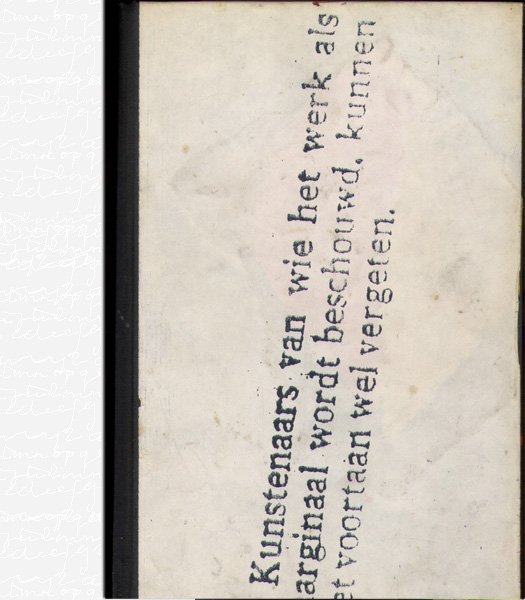 Kunstenaars van wie het werk als
arginaal wordt beschouwd, kunnen
et voortaan wel vergeten.